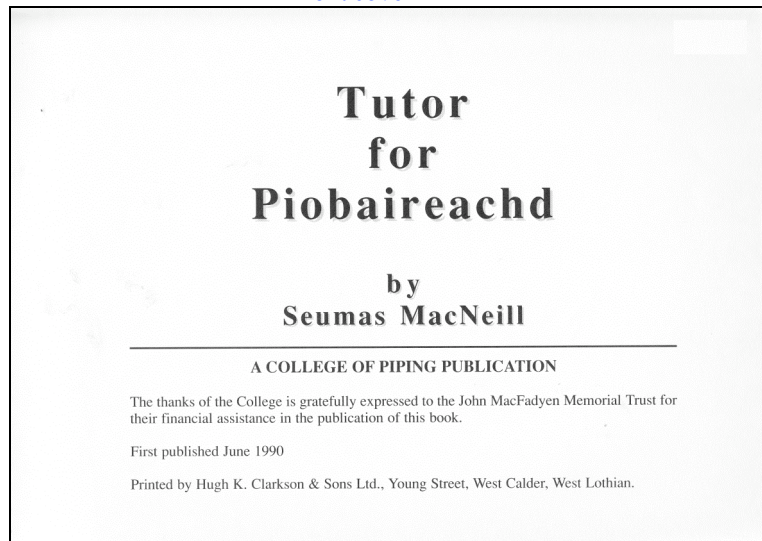 Tutor
for
Piobaireachd
by
Seumas MacNeill
A COLLEGE OF PIPING PUBLICATION
The thanks of the College is gratefully expressed to the John MacFadyen Memorial Trust for
their financial assistance in the publication of this book.
First published June 1990
Printed by Hugh K. Clarkson & Sons Ltd., Young Street, West Calder, West Lothian.